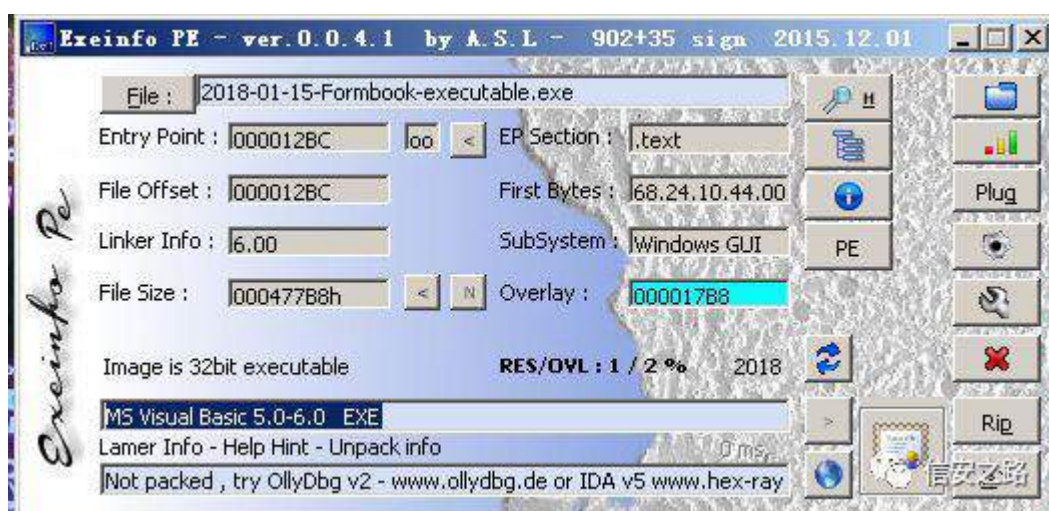 Exeinfo PE - ver.0.0.4.1 by A.S.L - 902+35 sign 2015.12.01
File : 2018-01-15-Formbook-executable.exe
H
Entry Point : 000012BC oo < EP Section : .text
File Offset : 000012BC First Bytes : 68.24.10.44.00
Plug
Linker Info : 6.00 SubSystem : Windows GUI
PE
File Size : 000477B8h < N Overlay : 000017B8
Image is 32bit executable RES/OVL : 1 / 2 % 2018
MS Visual Basic 5.0-6.0 EXE
> Rip
Lamer Info - Help Hint - Unpack info 0 ms.
Not packed , try OllyDbg v2 - www.ollydbg.de or IDA v5 www.hex-ray
Exeinfo Pe
信安之路